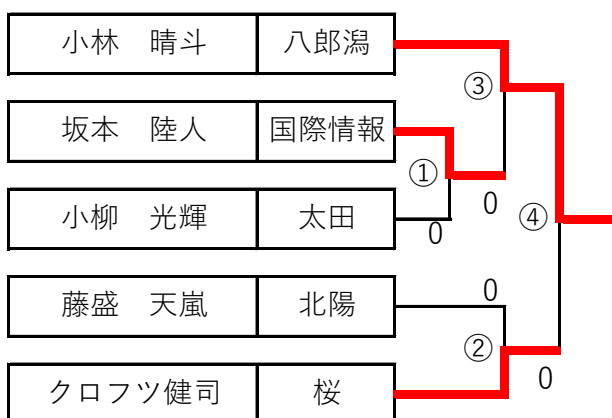 小林　晴斗 八郎潟
③
坂本　陸人 国際情報
①
0
小柳　光輝 太田
0
④
藤盛　天嵐 北陽
0
②
0
クロフツ健司 桜